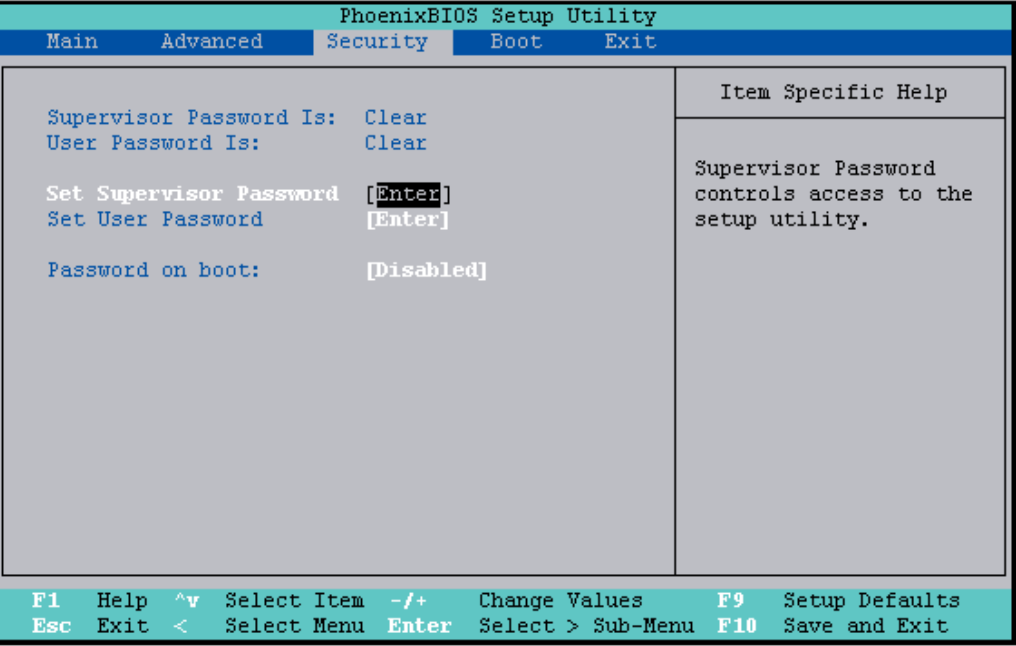 PhoenixBIOS Setup Utility
Main Advanced Security Boot Exit
Item Specific Help
Supervisor Password Is: Clear
User Password Is: Clear
Set Supervisor Password [Enter]
Set User Password [Enter]
Password on boot: [Disabled]
Supervisor Password
controls access to the
setup utility.
F1 Help ^v Select Item -/+ Change Values F9 Setup Defaults
Esc Exit < Select Menu Enter Select > Sub-Menu F10 Save and Exit